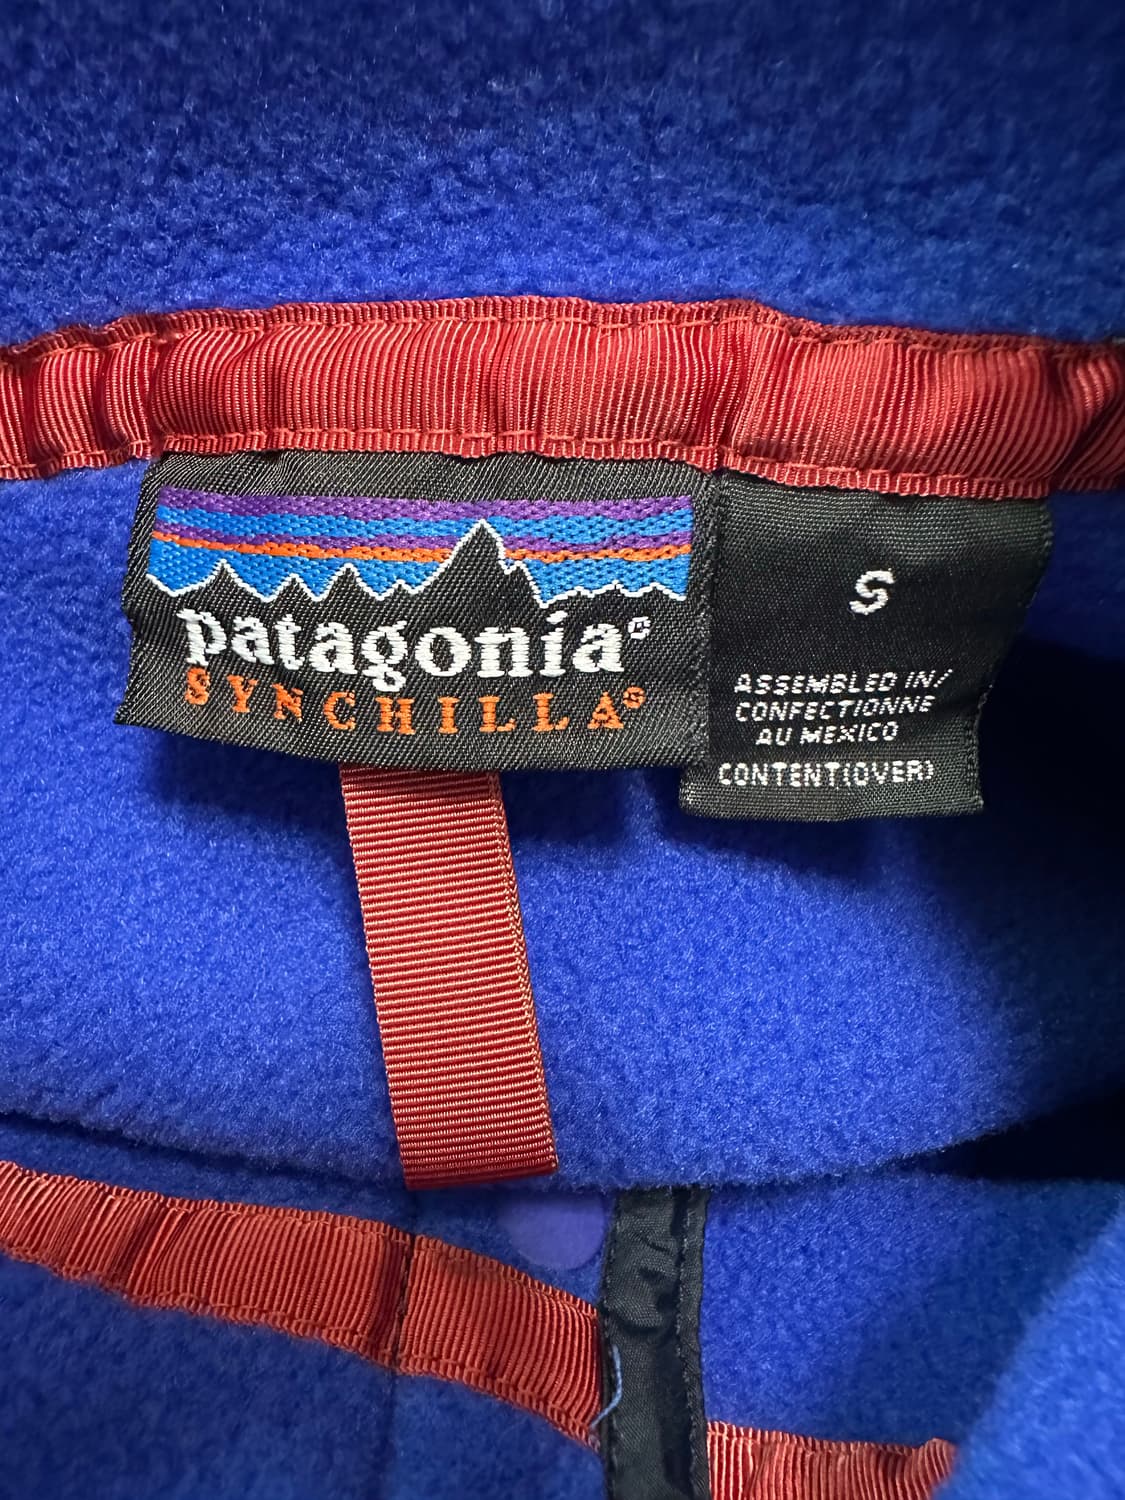 patagonia®
SYNCHILLA®
S
ASSEMBLED IN/
CONFECTIONNE
AU MEXICO
CONTENT(OVER)